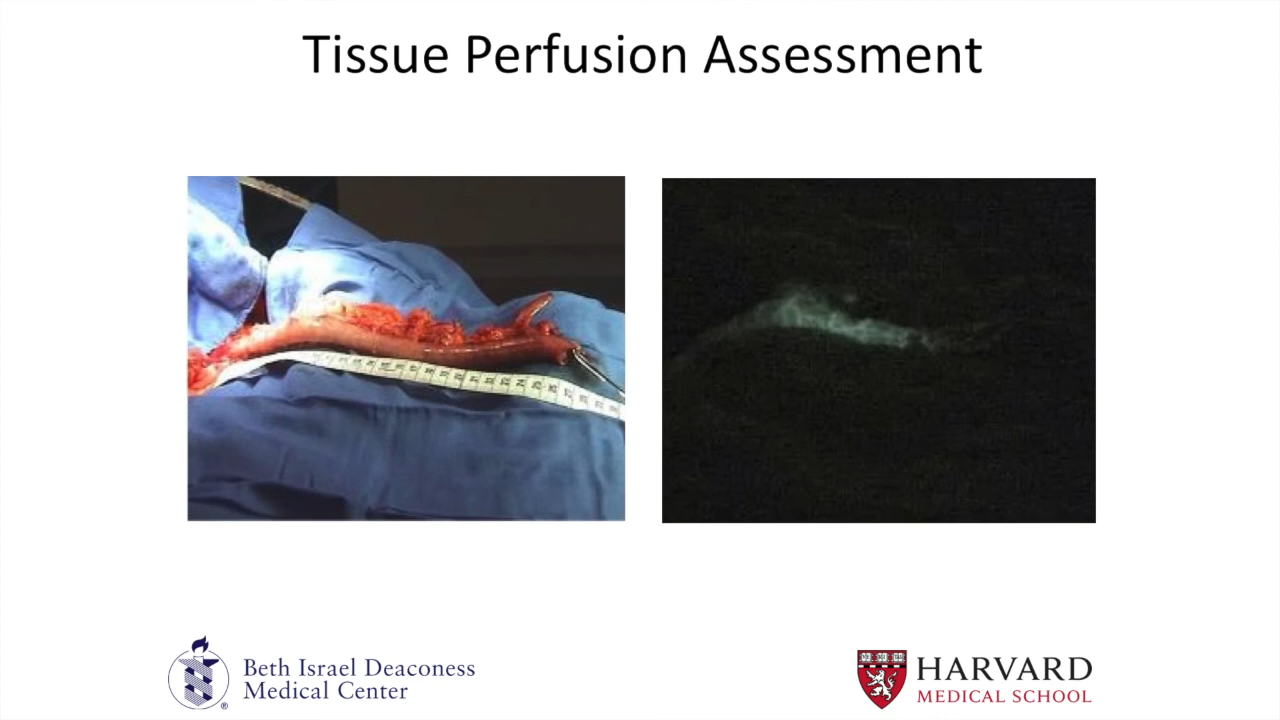 Tissue Perfusion Assessment
Beth Israel Deaconess
Medical Center
®
HARVARD
MEDICAL SCHOOL